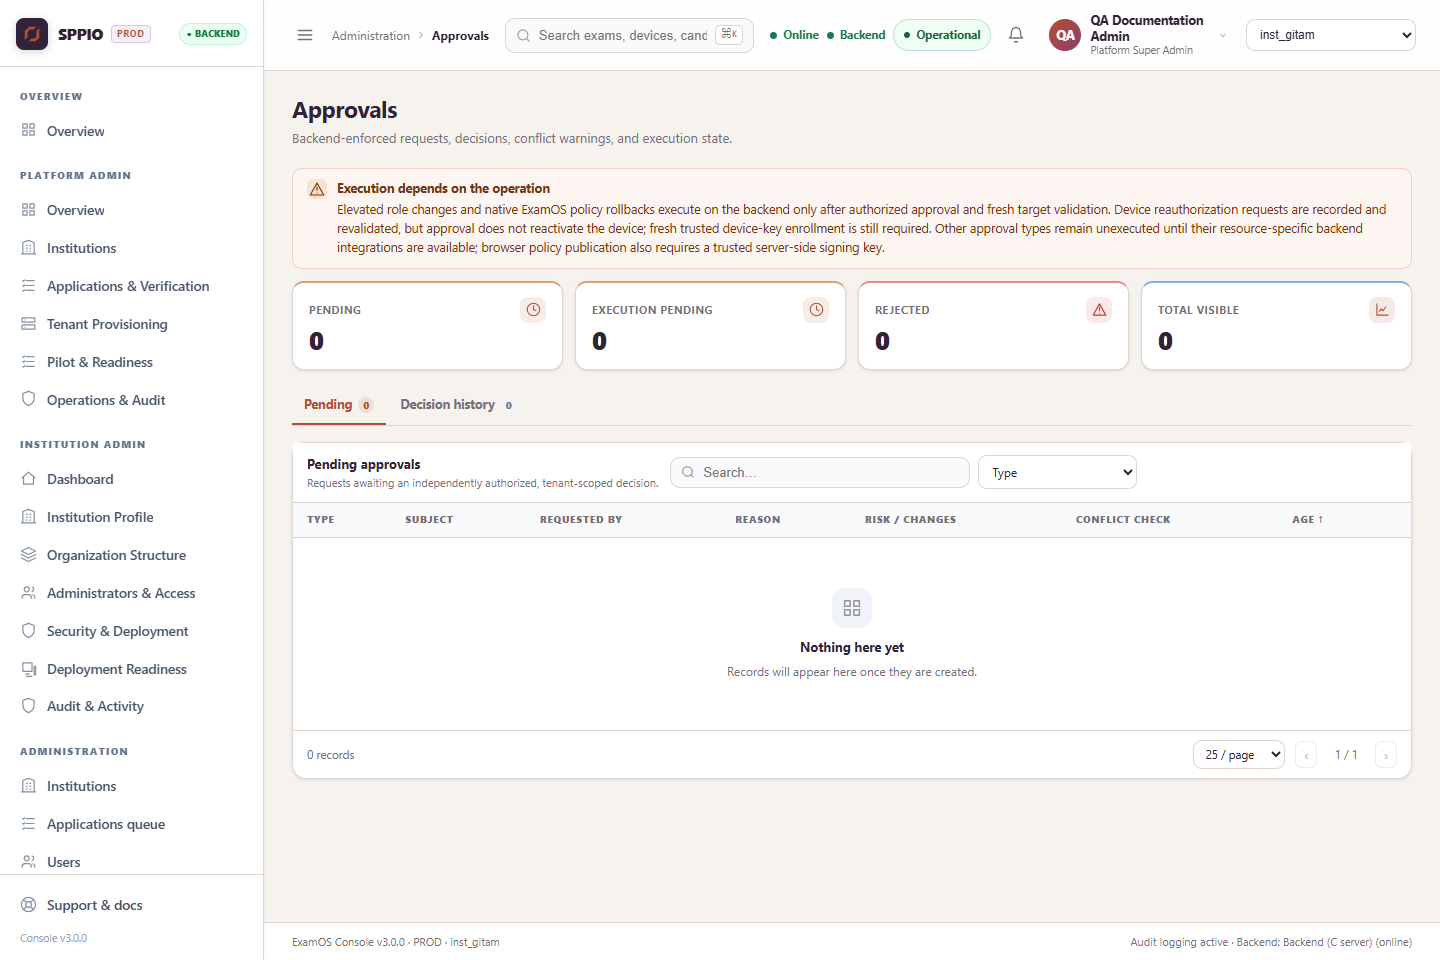 SPPIO PROD BACKEND
Administration > Approvals
Search exams, devices, cand ⌘K
Online Backend Operational
QA
QA Documentation Admin
Platform Super Admin
inst_gitam
OVERVIEW
Overview
PLATFORM ADMIN
Overview
Institutions
Applications & Verification
Tenant Provisioning
Pilot & Readiness
Operations & Audit
INSTITUTION ADMIN
Dashboard
Institution Profile
Organization Structure
Administrators & Access
Security & Deployment
Deployment Readiness
Audit & Activity
ADMINISTRATION
Institutions
Applications queue
Users
Support & docs
Console v3.0.0
Approvals
Backend-enforced requests, decisions, conflict warnings, and execution state.
Execution depends on the operation
Elevated role changes and native ExamOS policy rollbacks execute on the backend only after authorized approval and fresh target validation. Device reauthorization requests are recorded and
revalidated, but approval does not reactivate the device; fresh trusted device-key enrollment is still required. Other approval types remain unexecuted until their resource-specific backend
integrations are available; browser policy publication also requires a trusted server-side signing key.
PENDING
0
EXECUTION PENDING
0
REJECTED
0
TOTAL VISIBLE
0
Pending 0 Decision history 0
Pending approvals
Requests awaiting an independently authorized, tenant-scoped decision.
Search…
Type
TYPE SUBJECT REQUESTED BY REASON RISK / CHANGES CONFLICT CHECK AGE ↑
Nothing here yet
Records will appear here once they are created.
0 records
25 / page ‹ 1 / 1 ›
ExamOS Console v3.0.0 · PROD · inst_gitam
Audit logging active · Backend: Backend (C server) (online)